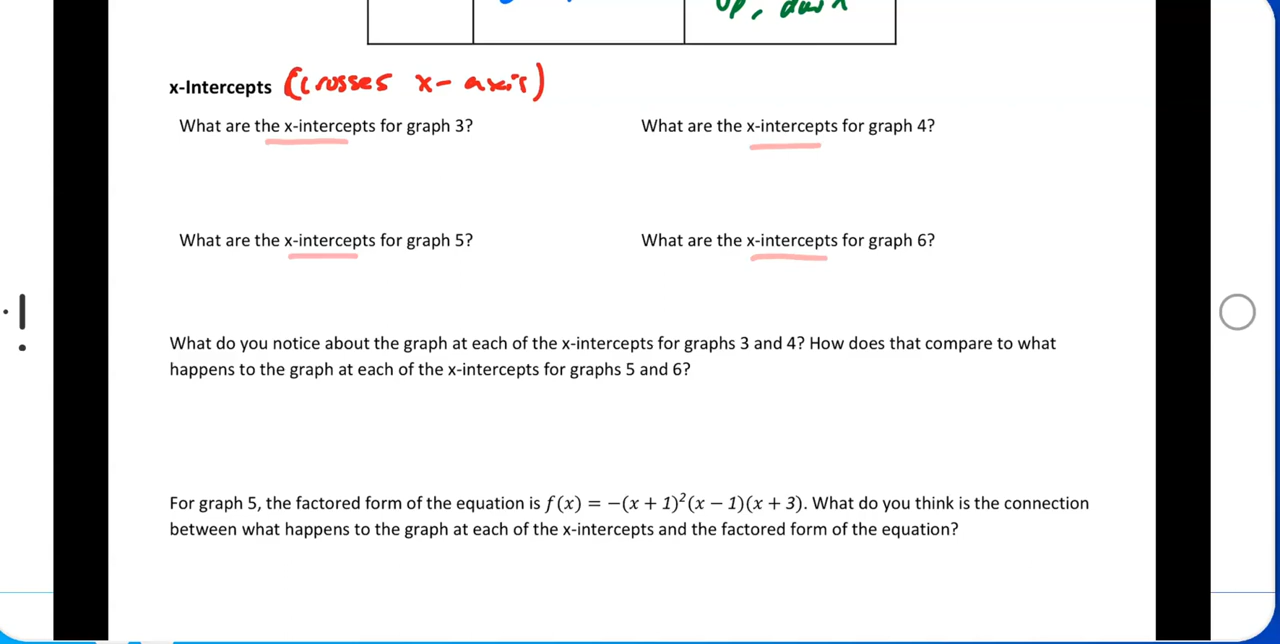 up, down
x-Intercepts (crosses x-axis)
What are the x-intercepts for graph 3? What are the x-intercepts for graph 4?
What are the x-intercepts for graph 5? What are the x-intercepts for graph 6?
What do you notice about the graph at each of the x-intercepts for graphs 3 and 4? How does that compare to what
happens to the graph at each of the x-intercepts for graphs 5 and 6?
For graph 5, the factored form of the equation is f(x) = −(x + 1)²(x − 1)(x + 3). What do you think is the connection
between what happens to the graph at each of the x-intercepts and the factored form of the equation?